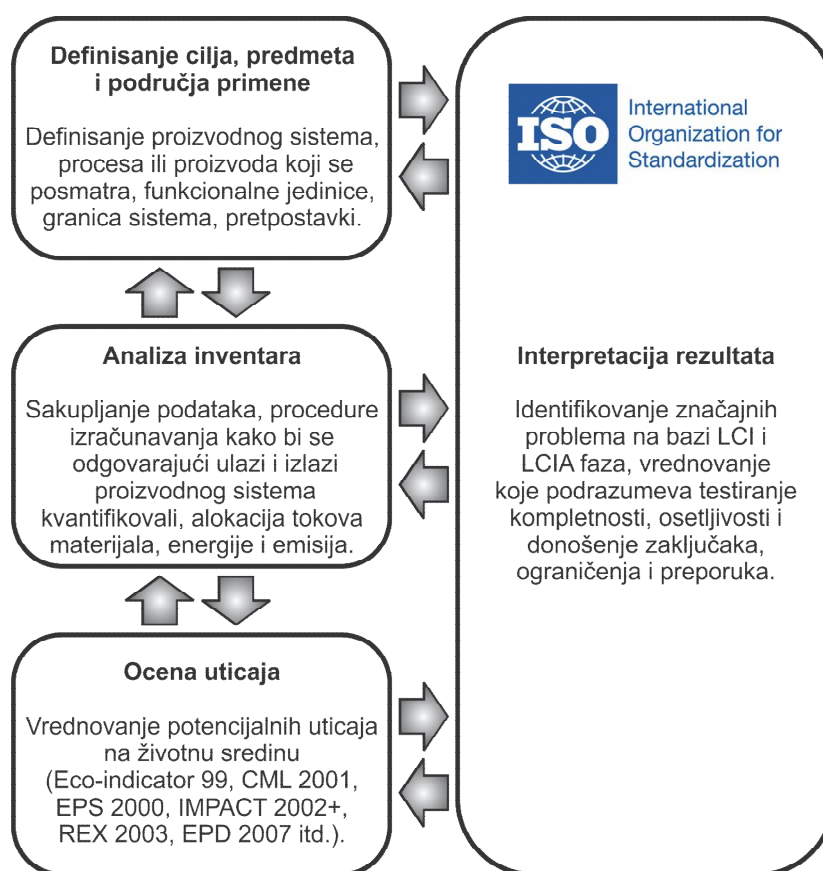 Definisanje cilja, predmeta
i područja primene
Definisanje proizvodnog sistema,
procesa ili proizvoda koji se
posmatra, funkcionalne jedinice,
granica sistema, pretpostavki.
Analiza inventara
Sakupljanje podataka, procedure
izračunavanja kako bi se
odgovarajući ulazi i izlazi
proizvodnog sistema
kvantifikovali, alokacija tokova
materijala, energije i emisija.
Ocena uticaja
Vrednovanje potencijalnih uticaja
na životnu sredinu
(Eco-indicator 99, CML 2001,
EPS 2000, IMPACT 2002+,
REX 2003, EPD 2007 itd.).
ISO
International
Organization for
Standardization
Interpretacija rezultata
Identifikovanje značajnih
problema na bazi LCI i
LCIA faza, vrednovanje
koje podrazumeva testiranje
kompletnosti, osetljivosti i
donošenje zaključaka,
ograničenja i preporuka.